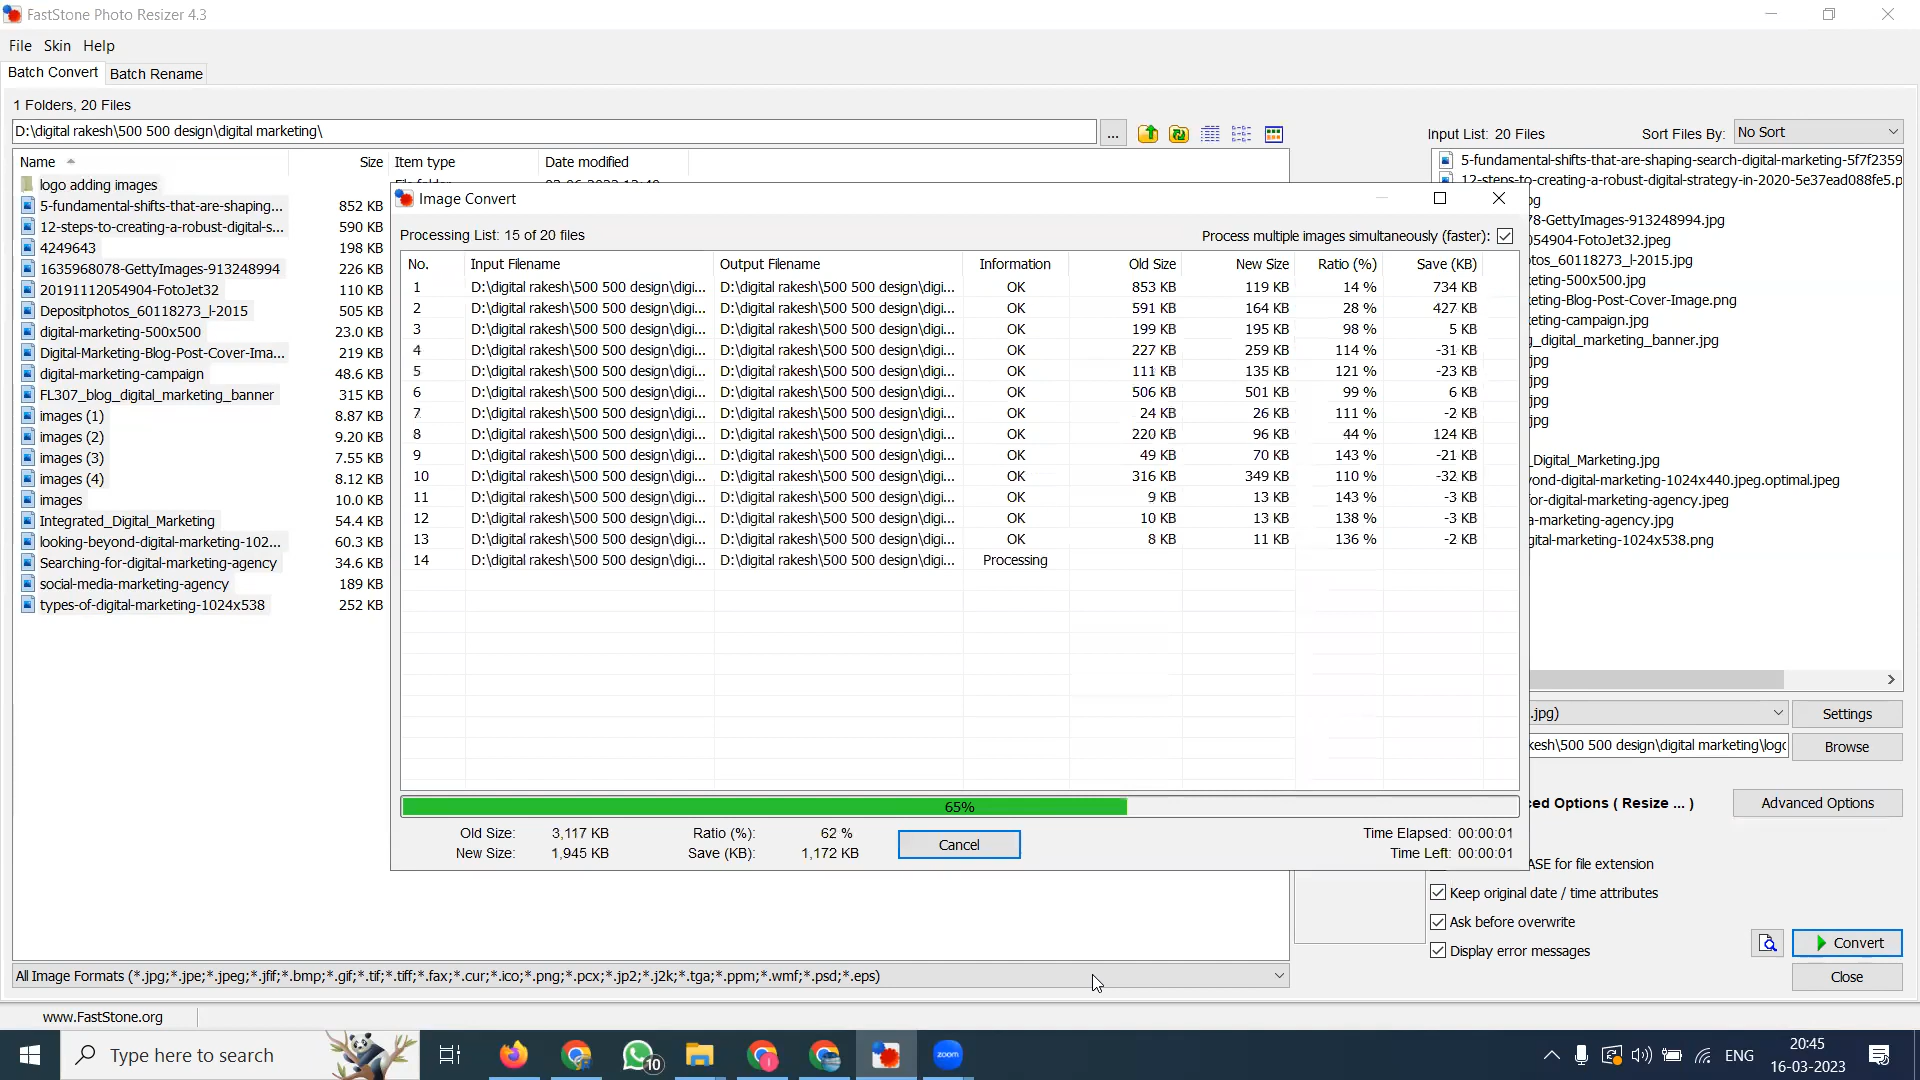 FastStone Photo Resizer 4.3
File Skin Help
Batch Convert Batch Rename
1 Folders, 20 Files
D:\digital rakesh\500 500 design\digital marketing\
...
Input List: 20 Files Sort Files By: No Sort
Name Size Item type Date modified
logo adding images
5-fundamental-shifts-that-are-shaping... 852 KB
12-steps-to-creating-a-robust-digital-s... 590 KB
4249643 198 KB
1635968078-GettyImages-913248994 226 KB
20191112054904-FotoJet32 110 KB
Depositphotos_60118273_l-2015 505 KB
digital-marketing-500x500 23.0 KB
Digital-Marketing-Blog-Post-Cover-Ima... 219 KB
digital-marketing-campaign 48.6 KB
FL307_blog_digital_marketing_banner 315 KB
images (1) 8.87 KB
images (2) 9.20 KB
images (3) 7.55 KB
images (4) 8.12 KB
images 10.0 KB
Integrated_Digital_Marketing 54.4 KB
looking-beyond-digital-marketing-102... 60.3 KB
Searching-for-digital-marketing-agency 34.6 KB
social-media-marketing-agency 189 KB
types-of-digital-marketing-1024x538 252 KB
Image Convert
Processing List: 15 of 20 files Process multiple images simultaneously (faster):
No. Input Filename Output Filename Information Old Size New Size Ratio (%) Save (KB)
1 D:\digital rakesh\500 500 design\digi... D:\digital rakesh\500 500 design\digi... OK 853 KB 119 KB 14 % 734 KB
2 D:\digital rakesh\500 500 design\digi... D:\digital rakesh\500 500 design\digi... OK 591 KB 164 KB 28 % 427 KB
3 D:\digital rakesh\500 500 design\digi... D:\digital rakesh\500 500 design\digi... OK 199 KB 195 KB 98 % 5 KB
4 D:\digital rakesh\500 500 design\digi... D:\digital rakesh\500 500 design\digi... OK 227 KB 259 KB 114 % -31 KB
5 D:\digital rakesh\500 500 design\digi... D:\digital rakesh\500 500 design\digi... OK 111 KB 135 KB 121 % -23 KB
6 D:\digital rakesh\500 500 design\digi... D:\digital rakesh\500 500 design\digi... OK 506 KB 501 KB 99 % 6 KB
7 D:\digital rakesh\500 500 design\digi... D:\digital rakesh\500 500 design\digi... OK 24 KB 26 KB 111 % -2 KB
8 D:\digital rakesh\500 500 design\digi... D:\digital rakesh\500 500 design\digi... OK 220 KB 96 KB 44 % 124 KB
9 D:\digital rakesh\500 500 design\digi... D:\digital rakesh\500 500 design\digi... OK 49 KB 70 KB 143 % -21 KB
10 D:\digital rakesh\500 500 design\digi... D:\digital rakesh\500 500 design\digi... OK 316 KB 349 KB 110 % -32 KB
11 D:\digital rakesh\500 500 design\digi... D:\digital rakesh\500 500 design\digi... OK 9 KB 13 KB 143 % -3 KB
12 D:\digital rakesh\500 500 design\digi... D:\digital rakesh\500 500 design\digi... OK 10 KB 13 KB 138 % -3 KB
13 D:\digital rakesh\500 500 design\digi... D:\digital rakesh\500 500 design\digi... OK 8 KB 11 KB 136 % -2 KB
14 D:\digital rakesh\500 500 design\digi... D:\digital rakesh\500 500 design\digi... Processing
65%
Old Size: 3,117 KB Ratio (%): 62 % Time Elapsed: 00:00:01
New Size: 1,945 KB Save (KB): 1,172 KB Time Left: 00:00:01
Cancel
5-fundamental-shifts-that-are-shaping-search-digital-marketing-5f7f2359
12-steps-to-creating-a-robust-digital-strategy-in-2020-5e37ead088fe5.p
pg
78-GettyImages-913248994.jpg
054904-FotoJet32.jpeg
otos_60118273_l-2015.jpg
keting-500x500.jpg
keting-Blog-Post-Cover-Image.png
keting-campaign.jpg
g_digital_marketing_banner.jpg
jpg
jpg
jpg
jpg
_Digital_Marketing.jpg
yond-digital-marketing-1024x440.jpeg.optimal.jpeg
for-digital-marketing-agency.jpeg
a-marketing-agency.jpg
gital-marketing-1024x538.png
.jpg) Settings
kesh\500 500 design\digital marketing\logo Browse
ced Options ( Resize ... ) Advanced Options
ASE for file extension
Keep original date / time attributes
Ask before overwrite
Display error messages
Convert
Close
All Image Formats (*.jpg;*.jpe;*.jpeg;*.jfif;*.bmp;*.gif;*.tif;*.tiff;*.fax;*.cur;*.ico;*.png;*.pcx;*.jp2;*.j2k;*.tga;*.ppm;*.wmf;*.psd;*.eps)
www.FastStone.org
Type here to search
10
zoom
ENG
20:45
16-03-2023